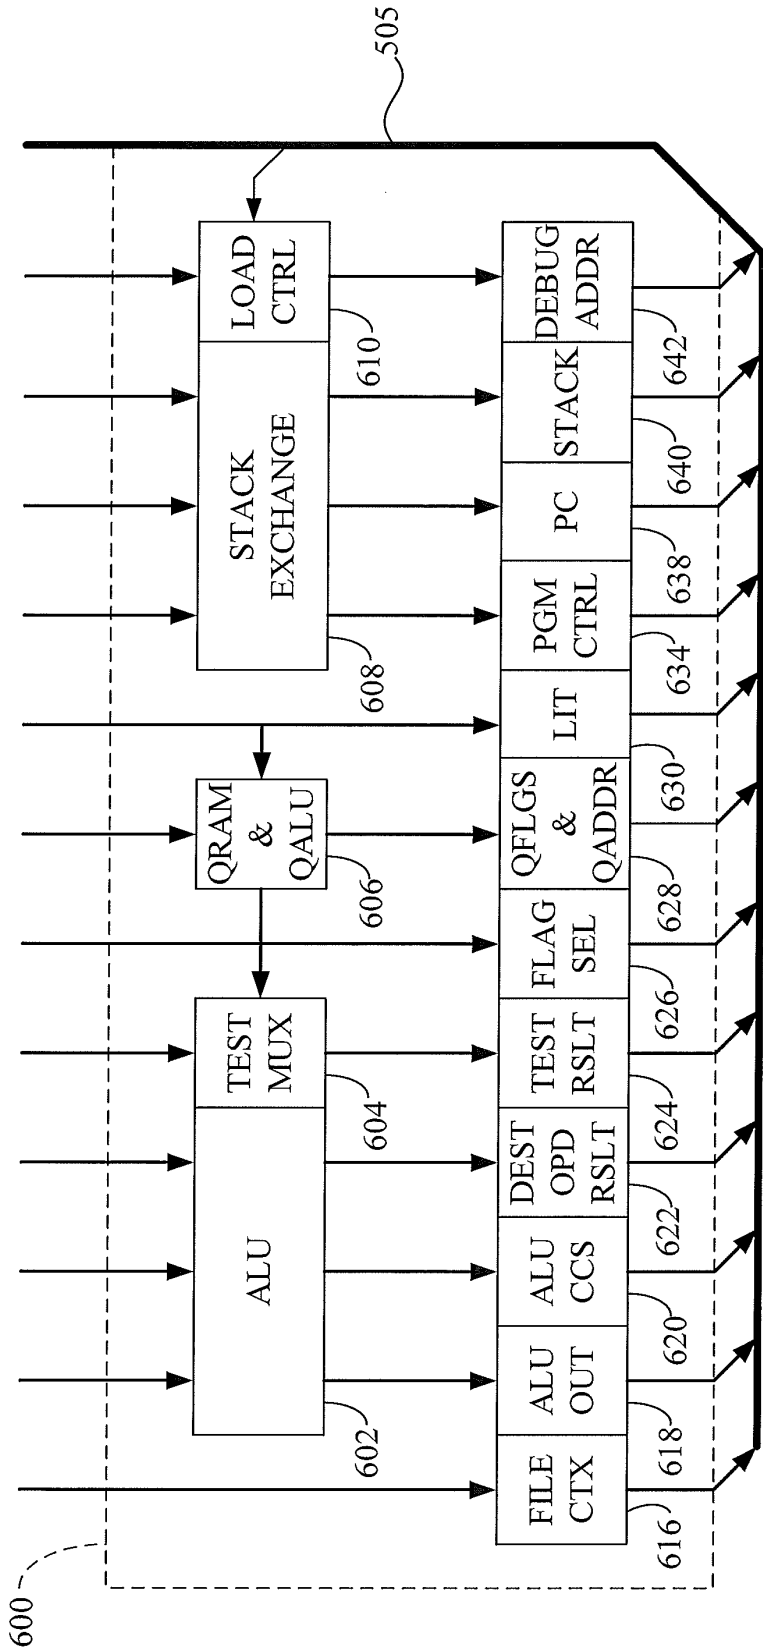 600
505
ALU
TEST
MUX
QRAM
&
QALU
STACK
EXCHANGE
LOAD
CTRL
602
604
606
608
610
FILE
CTX
ALU
OUT
ALU
CCS
DEST
OPD
RSLT
TEST
RSLT
FLAG
SEL
QFLGS
&
QADDR
LIT
PGM
CTRL
PC
STACK
DEBUG
ADDR
616
618
620
622
624
626
628
630
634
638
640
642